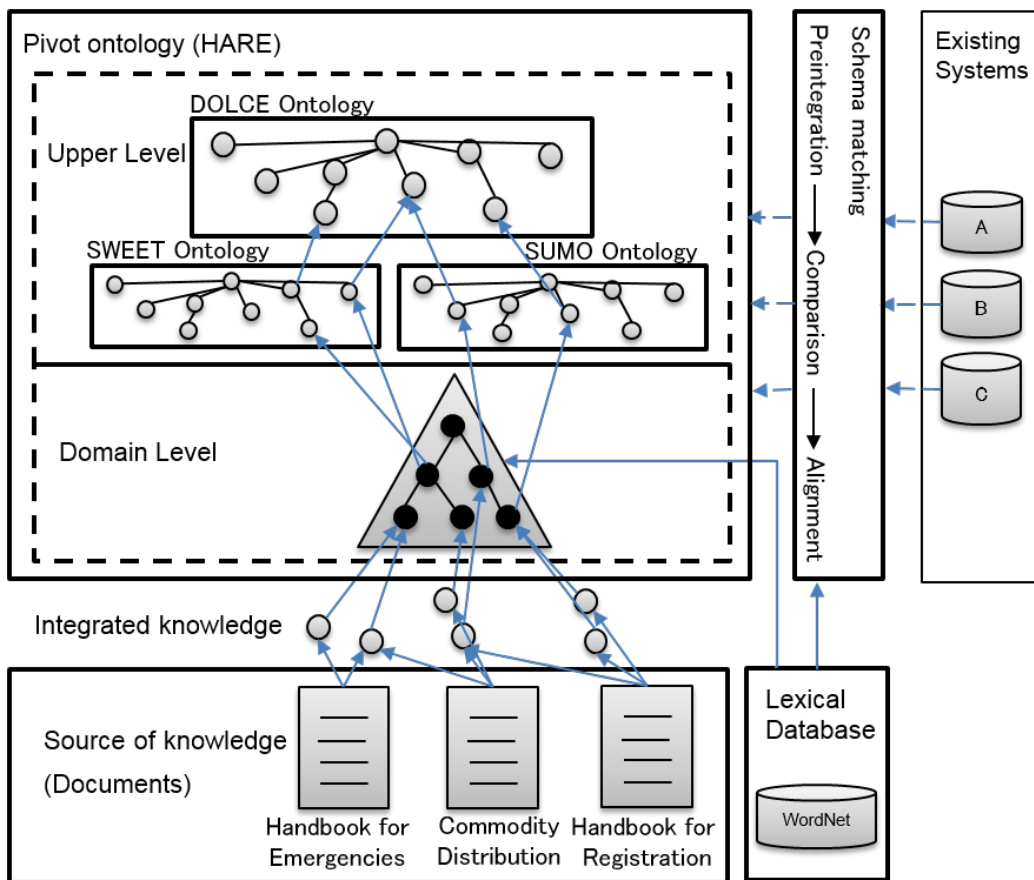 Pivot ontology (HARE)
DOLCE Ontology
Upper Level
SWEET Ontology
SUMO Ontology
Domain Level
Integrated knowledge
Source of knowledge
(Documents)
Handbook for
Emergencies
Commodity
Distribution
Handbook for
Registration
Schema matching
Preintegration
Comparison
Alignment
Existing
Systems
A
B
C
Lexical
Database
WordNet